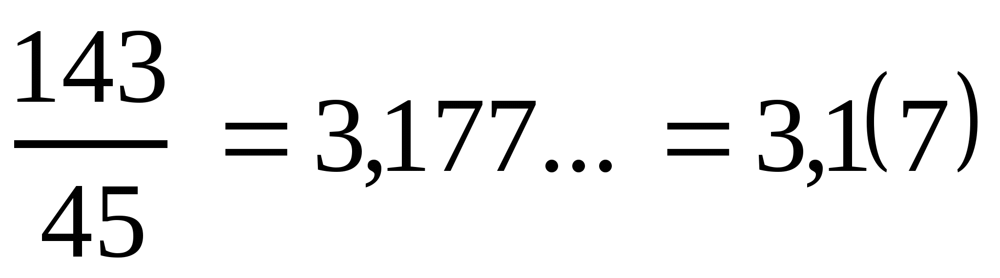 143/45 = 3,177... = 3,1(7)